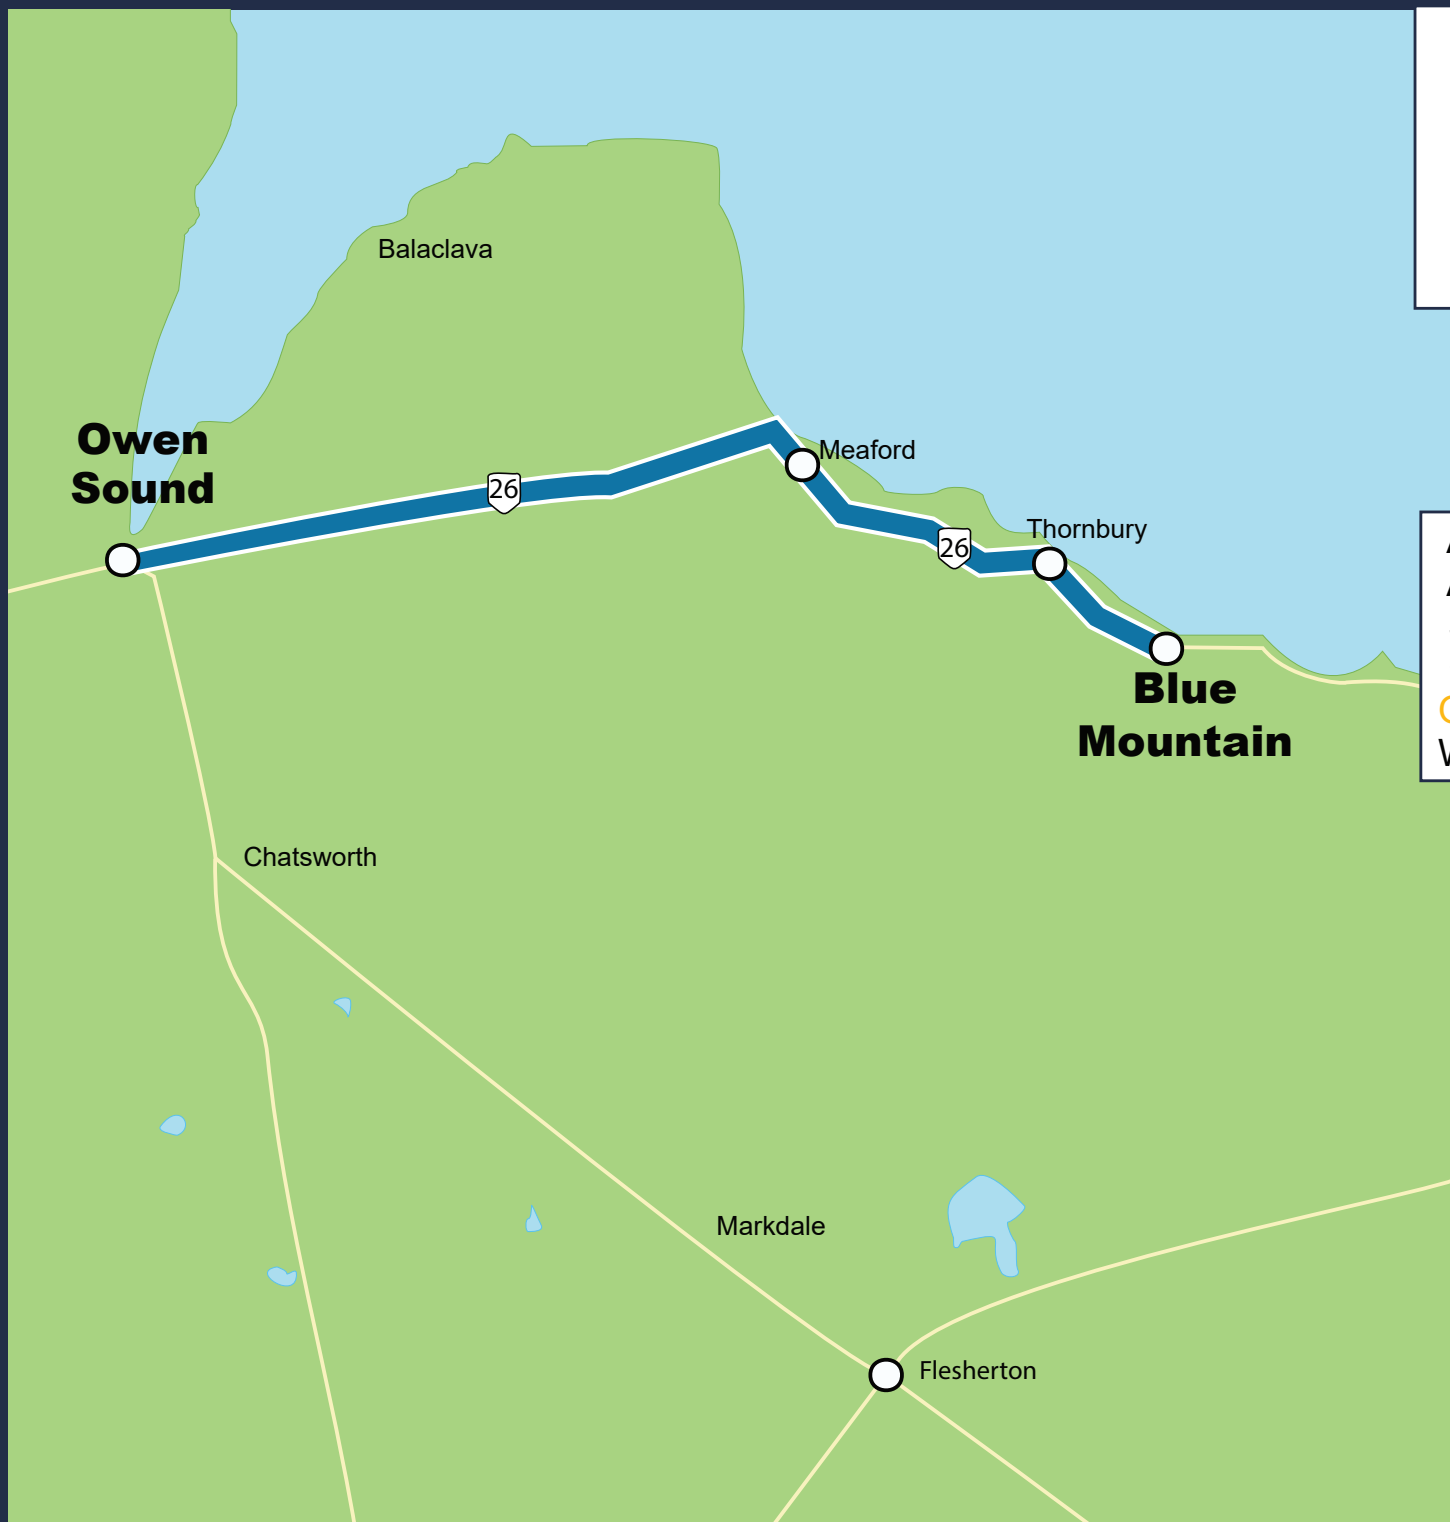 Balaclava
Owen
Sound
26
Meaford
26
Thornbury
Blue
Mountain
Chatsworth
Markdale
Flesherton